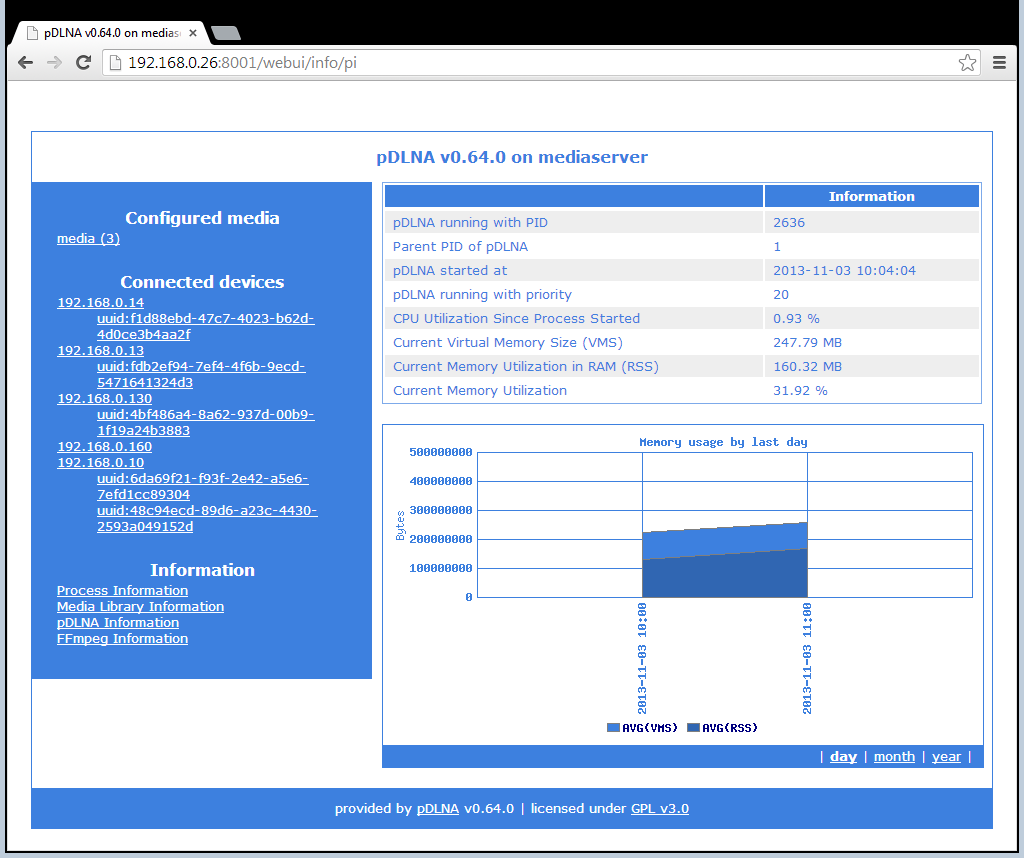 pDLNA v0.64.0 on medias
192.168.0.26:8001/webui/info/pi
pDLNA v0.64.0 on mediaserver
Configured media
media (3)
Connected devices
192.168.0.14
uuid:f1d88ebd-47c7-4023-b62d-
4d0ce3b4aa2f
192.168.0.13
uuid:fdb2ef94-7ef4-4f6b-9ecd-
5471641324d3
192.168.0.130
uuid:4bf486a4-8a62-937d-00b9-
1f19a24b3883
192.168.0.160
192.168.0.10
uuid:6da69f21-f93f-2e42-a5e6-
7efd1cc89304
uuid:48c94ecd-89d6-a23c-4430-
2593a049152d
Information
Process Information
Media Library Information
pDLNA Information
FFmpeg Information
Information
pDLNA running with PID 2636
Parent PID of pDLNA 1
pDLNA started at 2013-11-03 10:04:04
pDLNA running with priority 20
CPU Utilization Since Process Started 0.93 %
Current Virtual Memory Size (VMS) 247.79 MB
Current Memory Utilization in RAM (RSS) 160.32 MB
Current Memory Utilization 31.92 %
Memory usage by last day
Bytes
500000000
400000000
300000000
200000000
100000000
0
2013-11-03 10:00
2013-11-03 11:00
AVG(VMS) AVG(RSS)
| day | month | year |
provided by pDLNA v0.64.0 | licensed under GPL v3.0